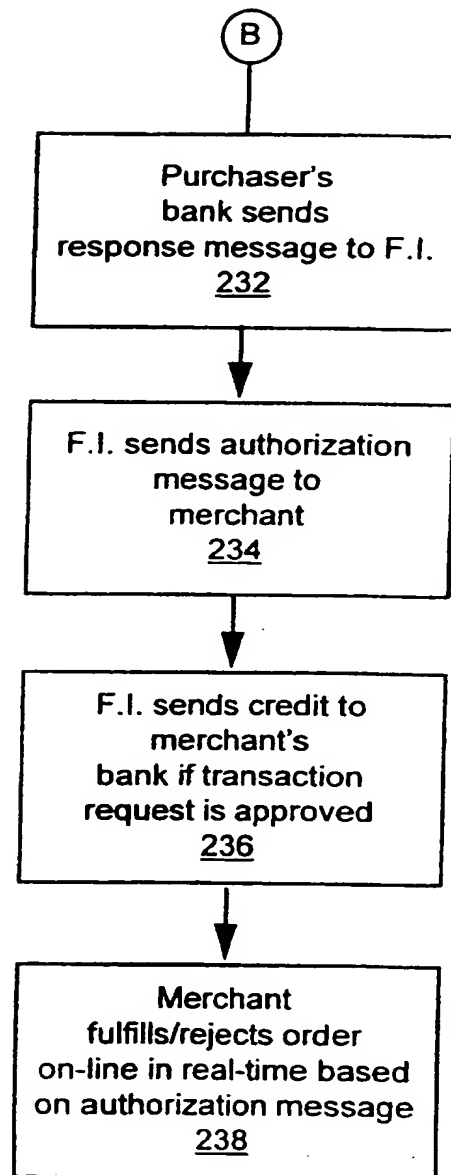 B
Purchaser's
bank sends
response message to F.I.
232
F.I. sends authorization
message to
merchant
234
F.I. sends credit to
merchant's
bank if transaction
request is approved
236
Merchant
fulfills/rejects order
on-line in real-time based
on authorization message
238